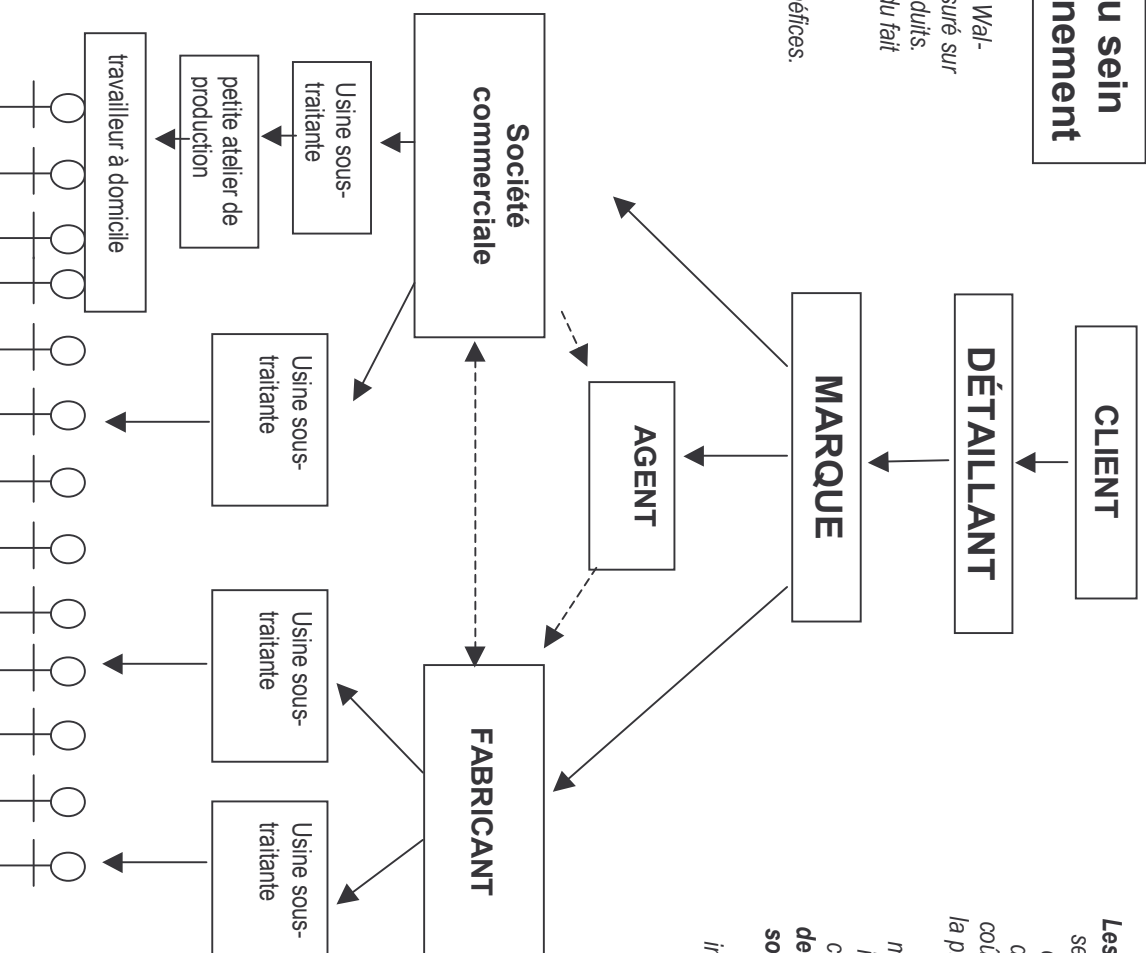 u sein
nement
Wal-
suré sur
duits.
du fait
éfices.
CLIENT
DÉTAILLANT
MARQUE
AGENT
Les
se
coû
la p
de
so
Société
commerciale
FABRICANT
Usine sous-
traitante
petite atelier de
production
travailleur à domicile
Usine sous-
traitante
Usine sous-
traitante
Usine sous-
traitante